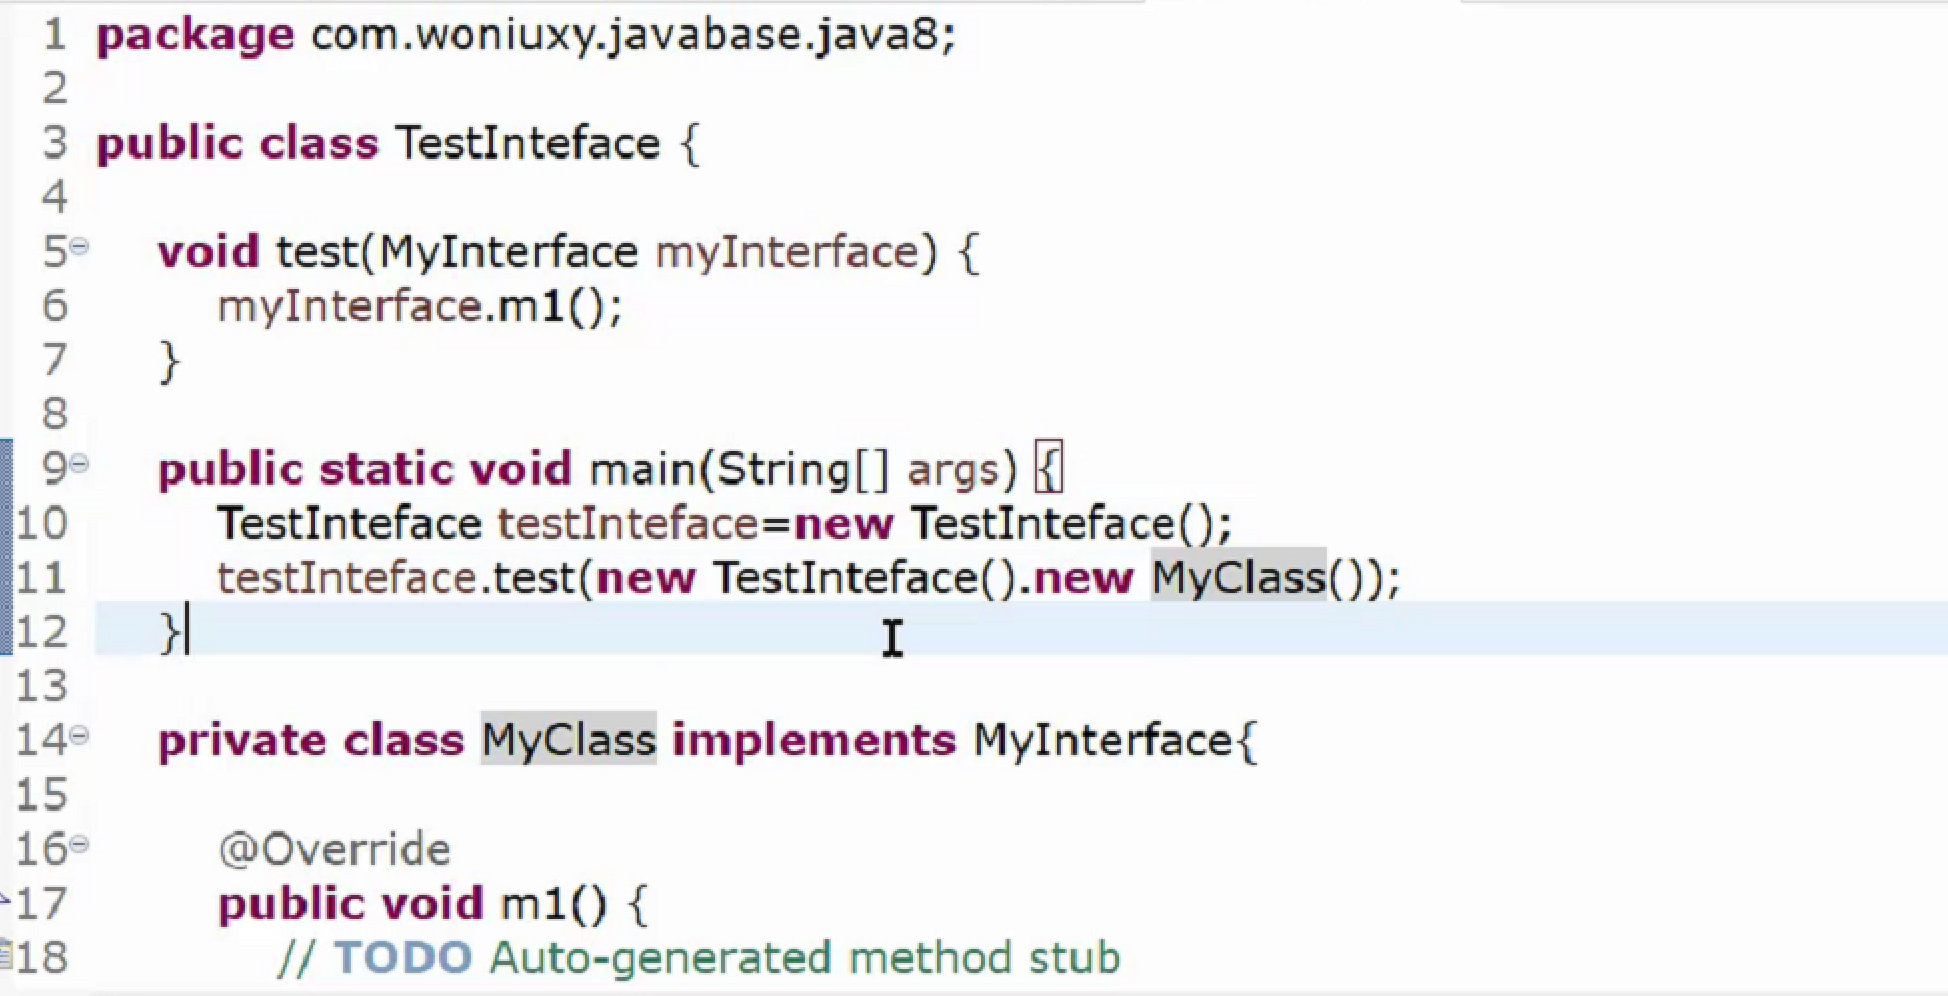 1 package com.woniuxy.javabase.java8;
2
3 public class TestInteface {
4
5 void test(MyInterface myInterface) {
6 myInterface.m1();
7 }
8
9 public static void main(String[] args) {
10 TestInteface testInteface=new TestInteface();
11 testInteface.test(new TestInteface().new MyClass());
12 }
13
14 private class MyClass implements MyInterface{
15
16 @Override
17 public void m1() {
18 // TODO Auto-generated method stub